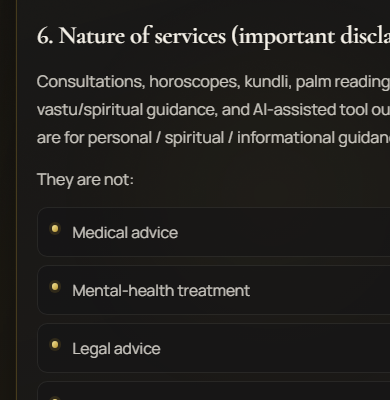 6. Nature of services (important discla
Consultations, horoscopes, kundli, palm reading
vastu/spiritual guidance, and AI-assisted tool ou
are for personal / spiritual / informational guidan
They are not:
Medical advice
Mental-health treatment
Legal advice